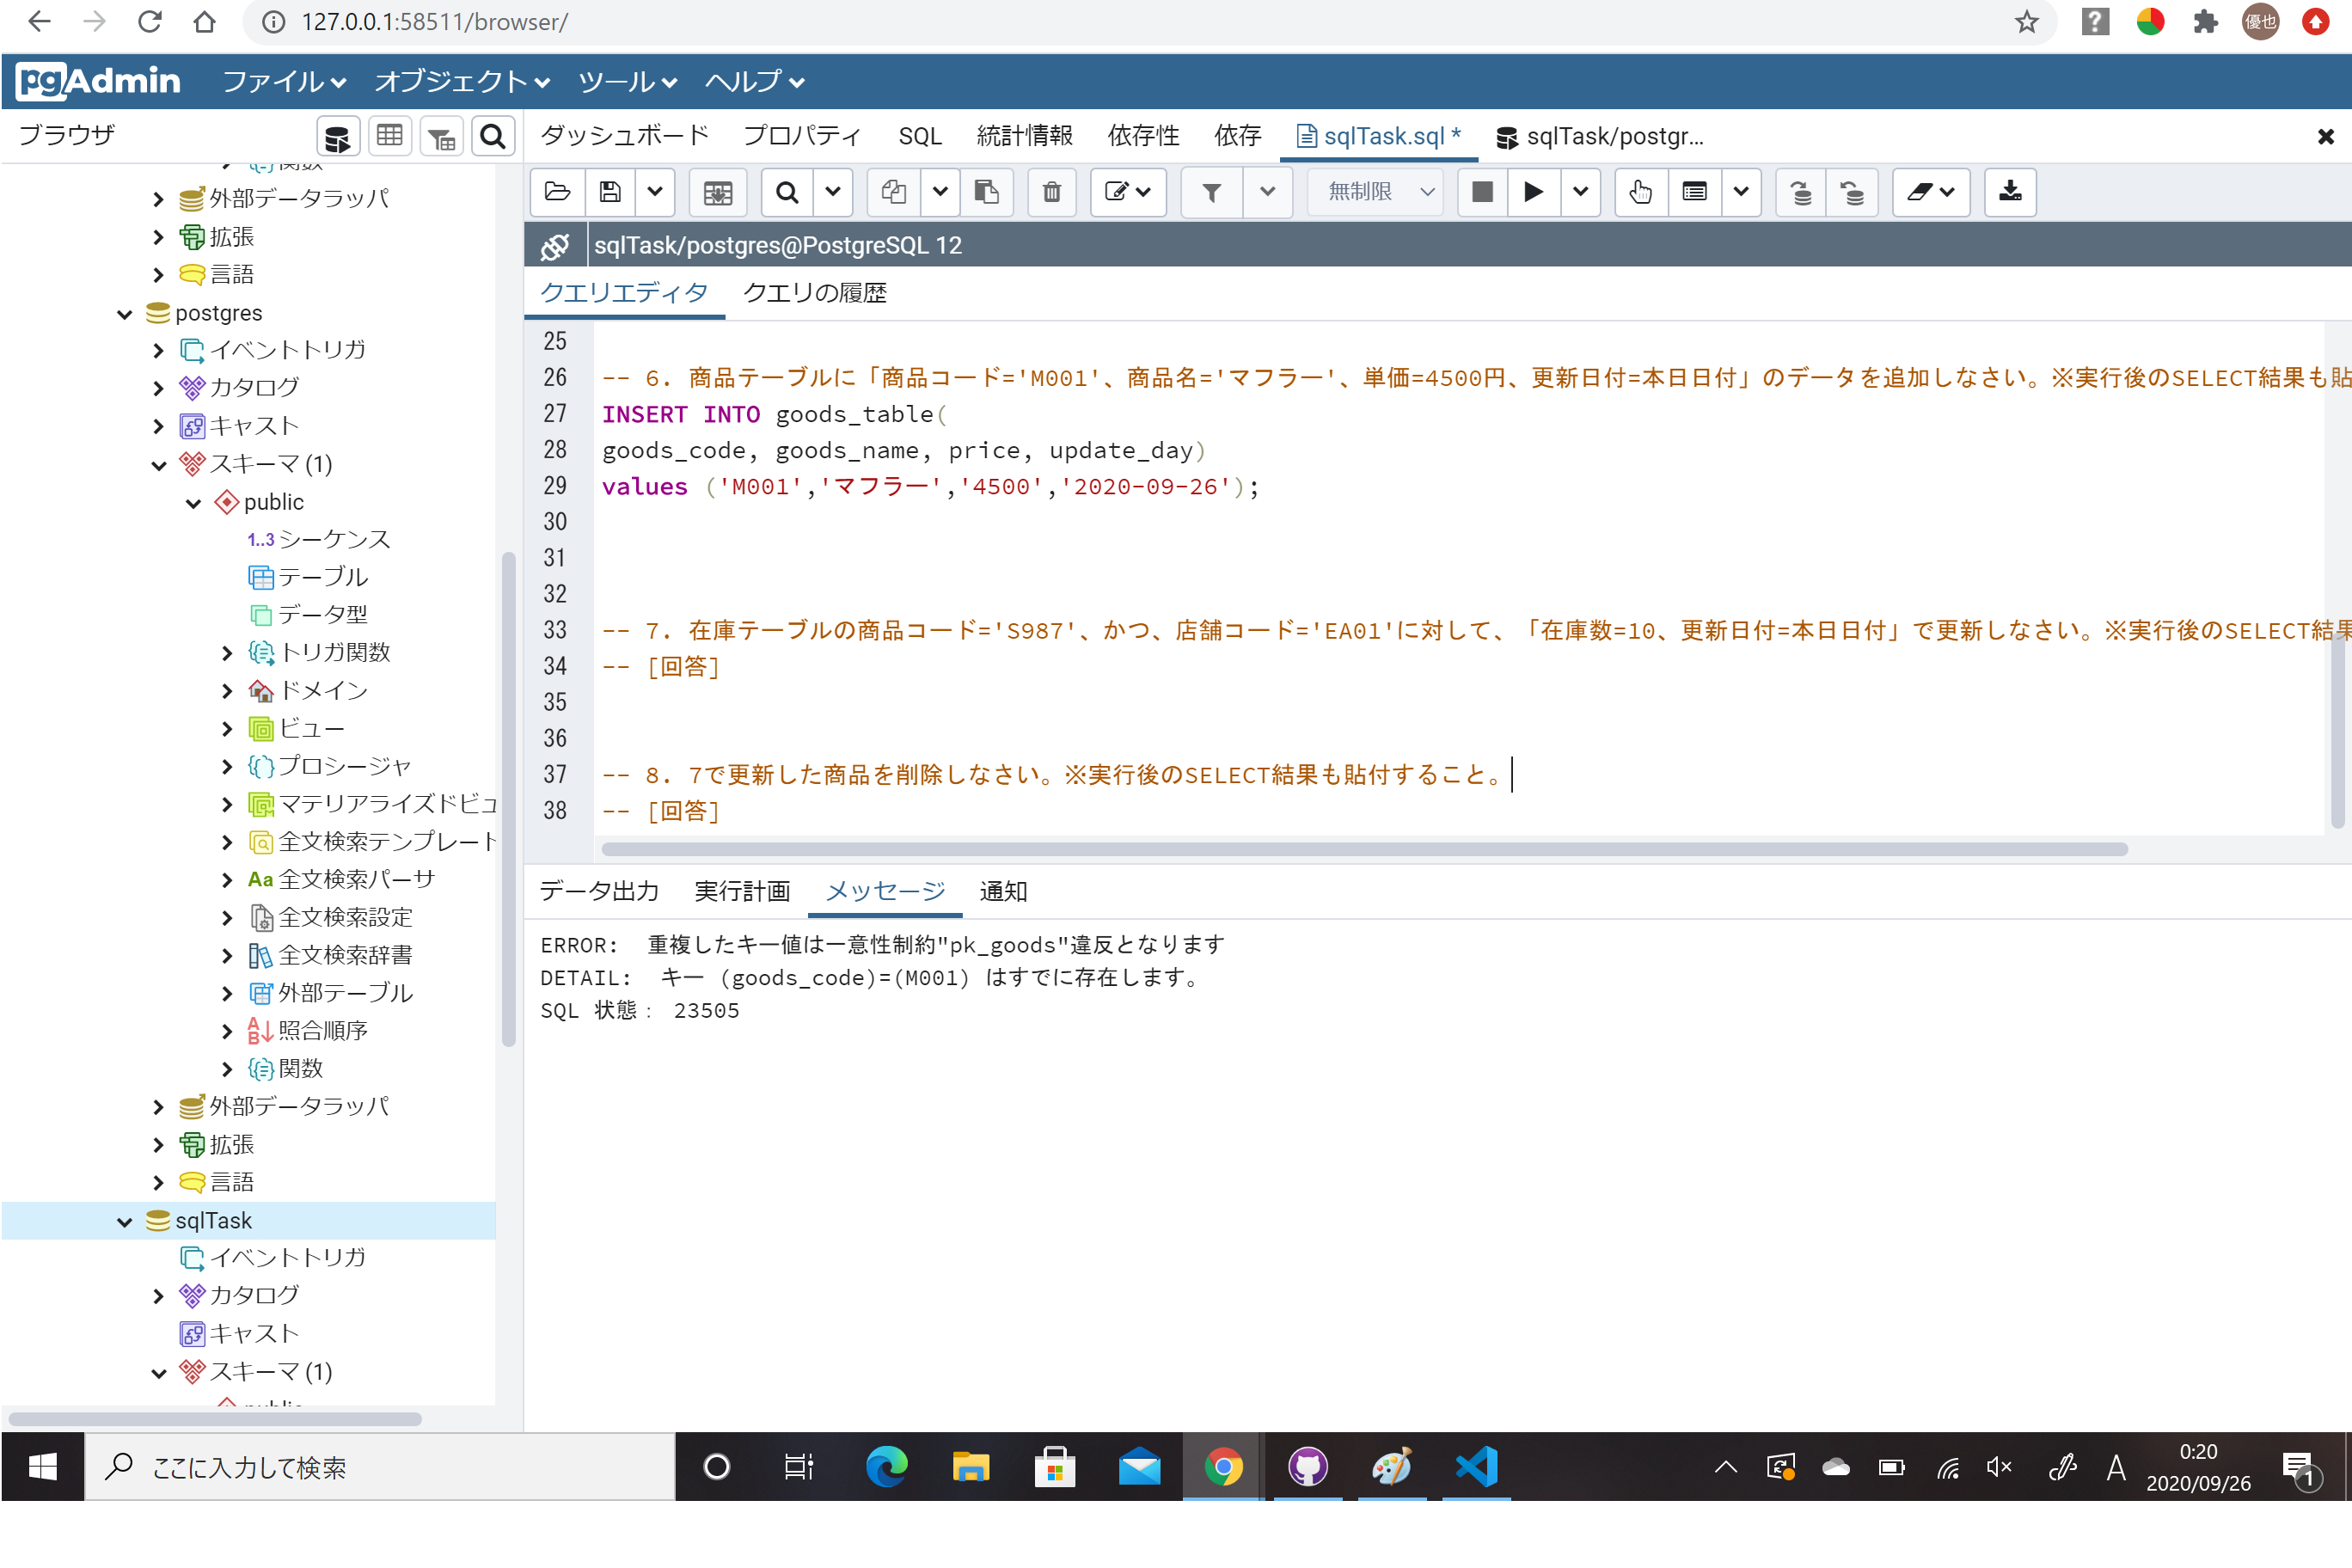 127.0.0.1:58511/browser/
優也
pgAdmin ファイル オブジェクト ツール ヘルプ
ブラウザ
ダッシュボード プロパティ SQL 統計情報 依存性 依存 sqlTask.sql * sqlTask/postgr...
無制限
sqlTask/postgres@PostgreSQL 12
クエリエディタ クエリの履歴
関数
外部データラッパ
拡張
言語
postgres
イベントトリガ
カタログ
キャスト
スキーマ (1)
public
1..3 シーケンス
テーブル
データ型
トリガ関数
ドメイン
ビュー
プロシージャ
マテリアライズドビュ
全文検索テンプレート
Aa 全文検索パーサ
全文検索設定
全文検索辞書
外部テーブル
照合順序
関数
外部データラッパ
拡張
言語
sqlTask
イベントトリガ
カタログ
キャスト
スキーマ (1)
25
26 -- 6. 商品テーブルに「商品コード='M001'、商品名='マフラー'、単価=4500円、更新日付=本日日付」のデータを追加しなさい。※実行後のSELECT結果も貼
27 INSERT INTO goods_table(
28 goods_code, goods_name, price, update_day)
29 values ('M001','マフラー','4500','2020-09-26');
30
31
32
33 -- 7. 在庫テーブルの商品コード='S987'、かつ、店舗コード='EA01'に対して、「在庫数=10、更新日付=本日日付」で更新しなさい。※実行後のSELECT結果
34 -- [回答]
35
36
37 -- 8. 7で更新した商品を削除しなさい。※実行後のSELECT結果も貼付すること。
38 -- [回答]
データ出力 実行計画 メッセージ 通知
ERROR:  重複したキー値は一意性制約"pk_goods"違反となります
DETAIL:  キー (goods_code)=(M001) はすでに存在します。
SQL 状態： 23505
ここに入力して検索
A
0:20
2020/09/26
1